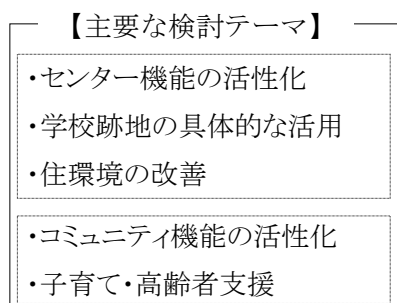 【主要な検討テーマ】
・センター機能の活性化
・学校跡地の具体的な活用
・住環境の改善
・コミュニティ機能の活性化
・子育て・高齢者支援